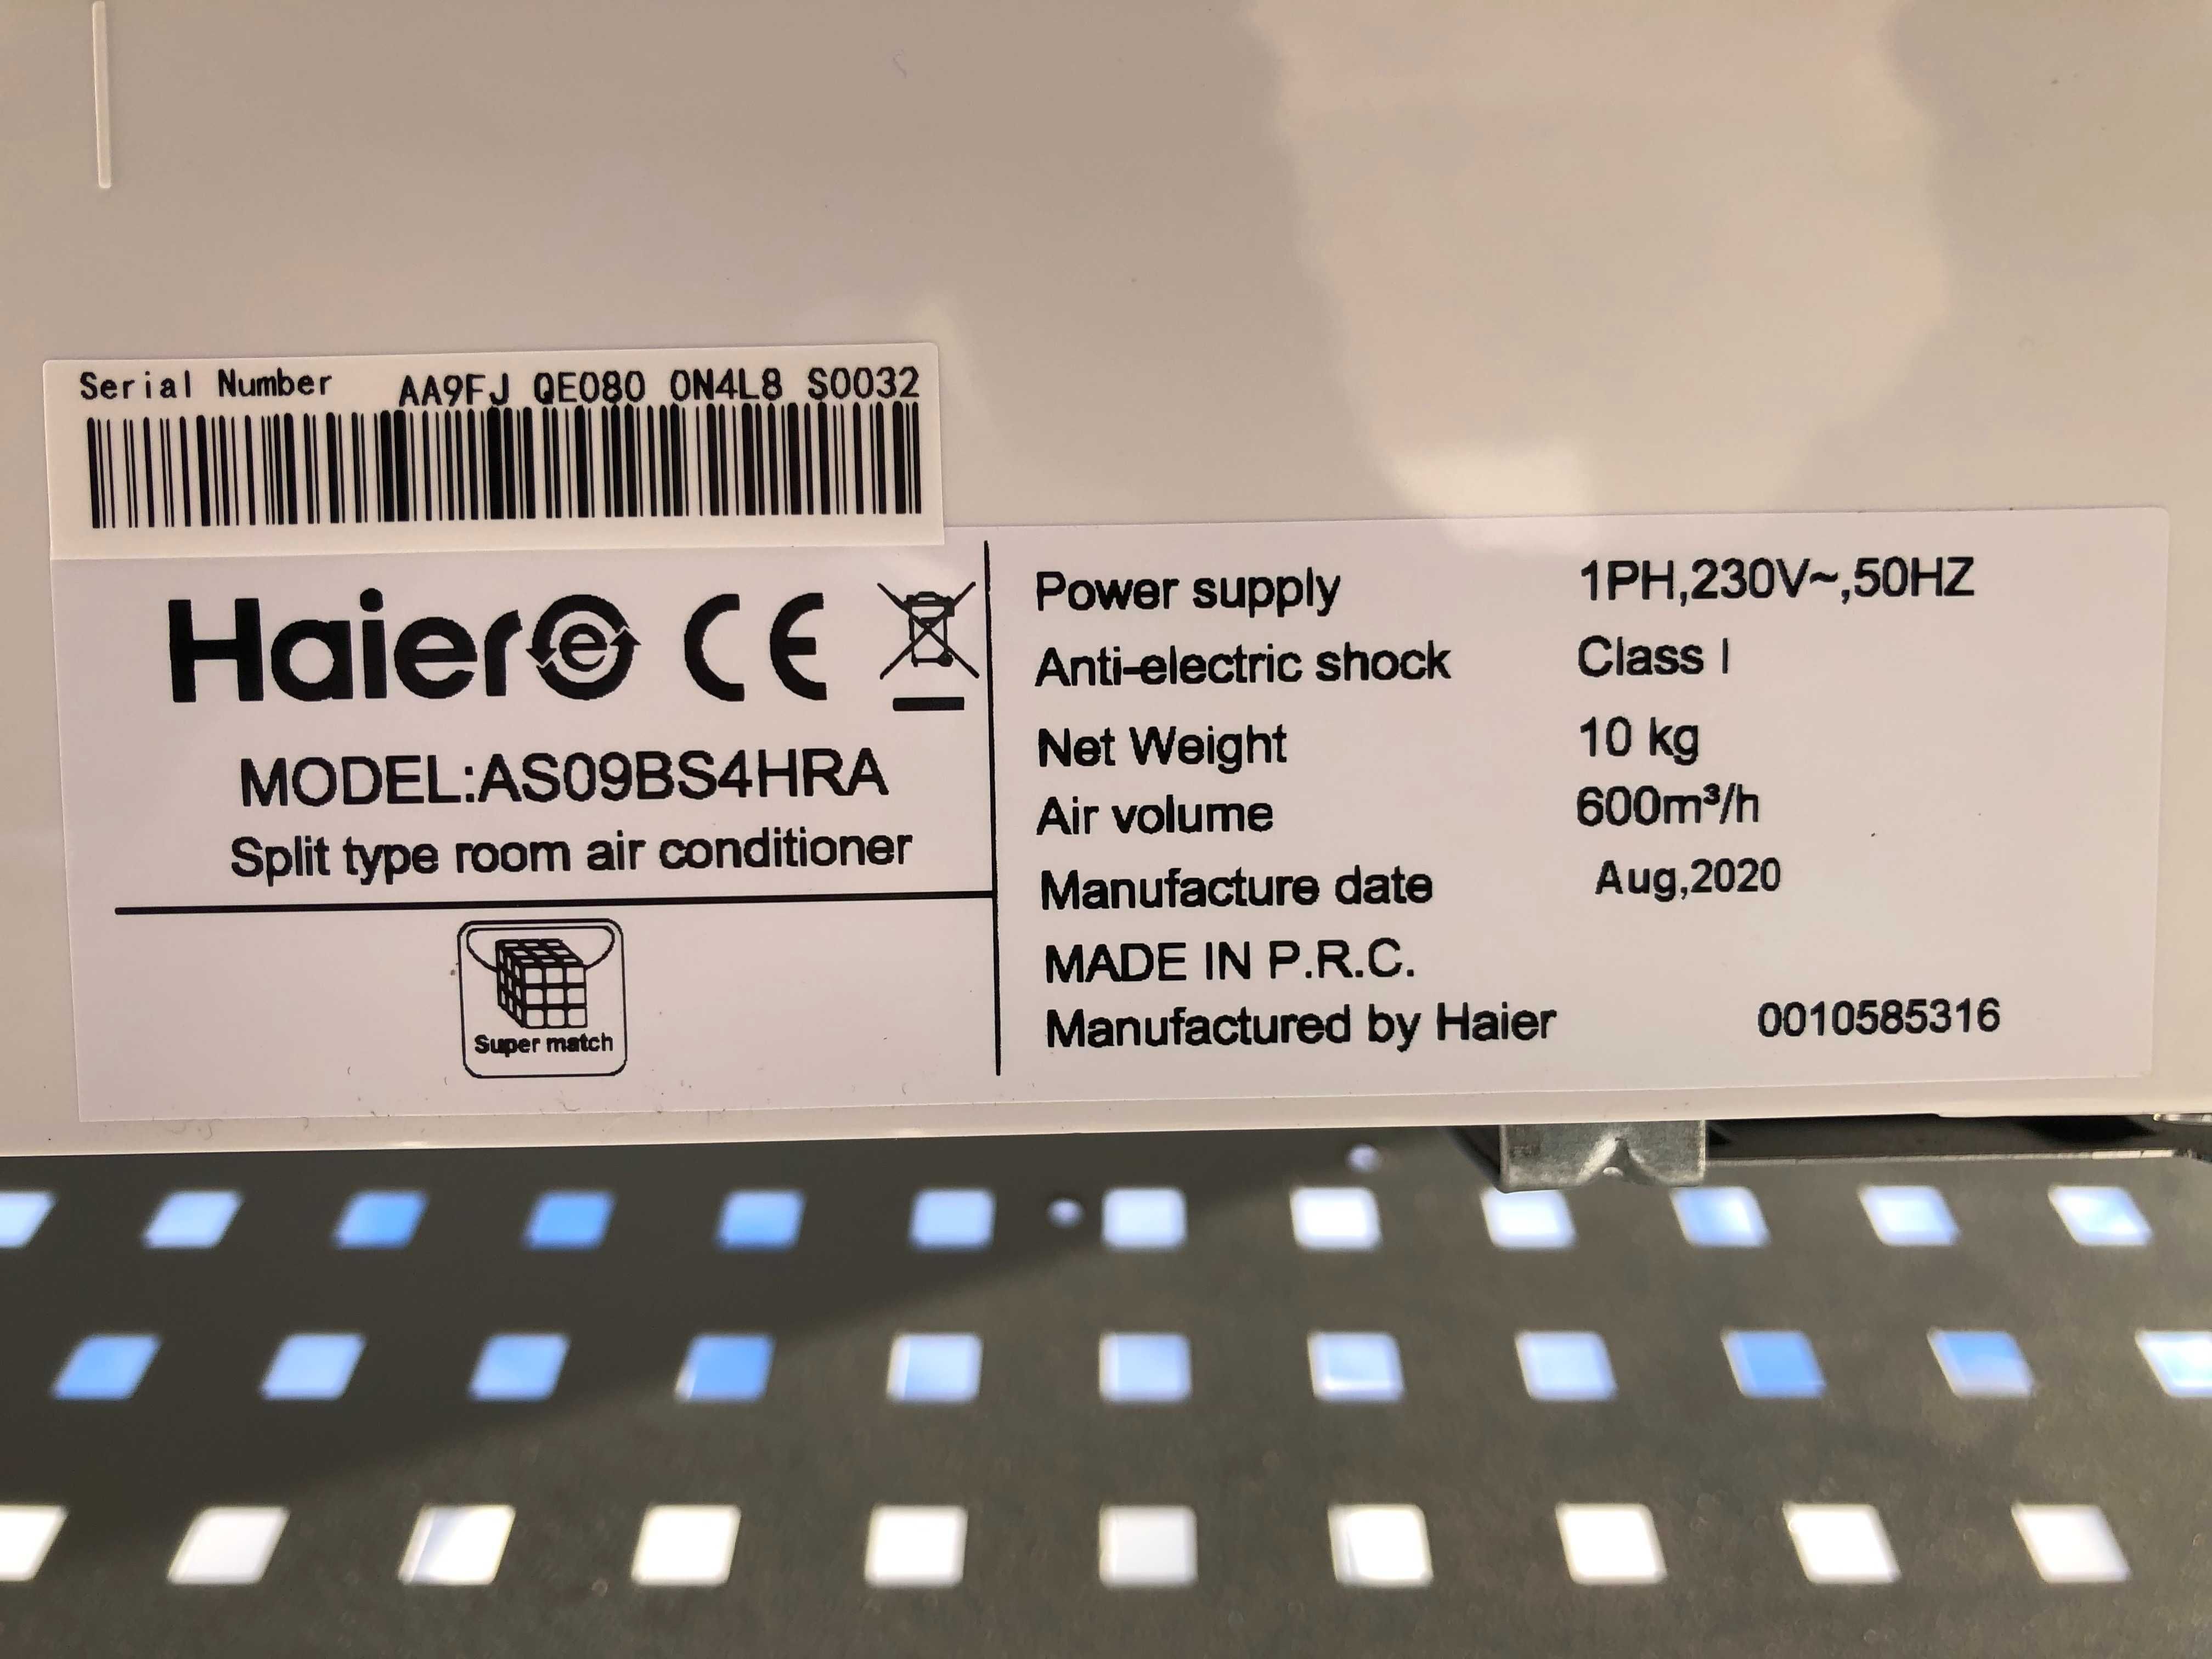 Serial Number AA9FJ QE080 0N4L8 S0032
Haier e CE
MODEL:AS09BS4HRA
Split type room air conditioner
Super match
Power supply 1PH,230V~,50HZ
Anti-electric shock Class I
Net Weight 10 kg
Air volume 600m³/h
Manufacture date Aug,2020
MADE IN P.R.C.
Manufactured by Haier 0010585316